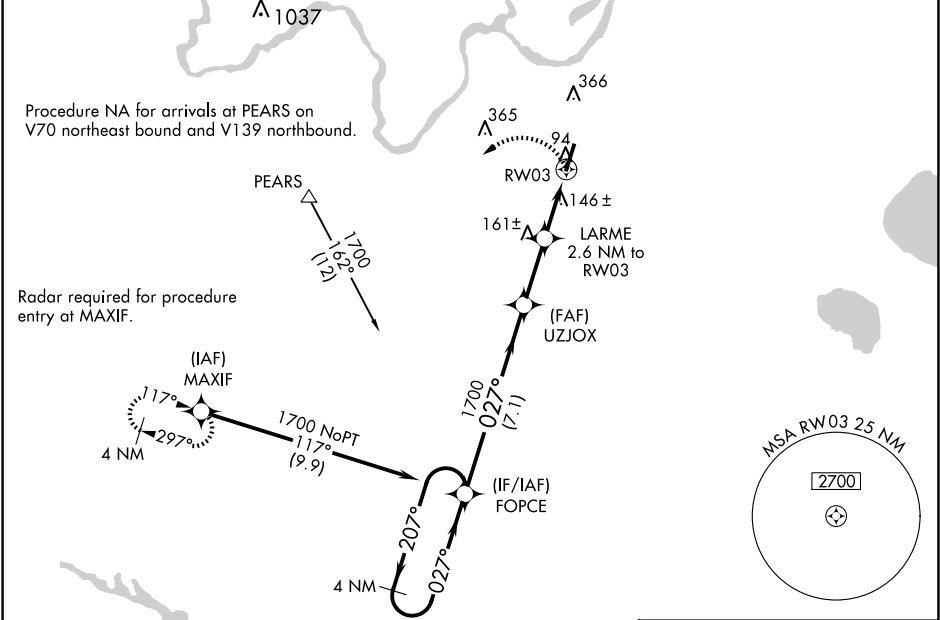 1037
Procedure NA for arrivals at PEARS on
V70 northeast bound and V139 northbound.
366
365
94
RW03
146±
PEARS
161±
LARME
2.6 NM to
RW03
1700
162°
(12)
Radar required for procedure
entry at MAXIF.
(FAF)
UZJOX
(IAF)
MAXIF
117°
297°
4 NM
1700 NoPT
117°
(9.9)
1700
027°
(7.1)
MSA RW03 25 NM
2700
(IF/IAF)
FOPCE
207°
027°
4 NM